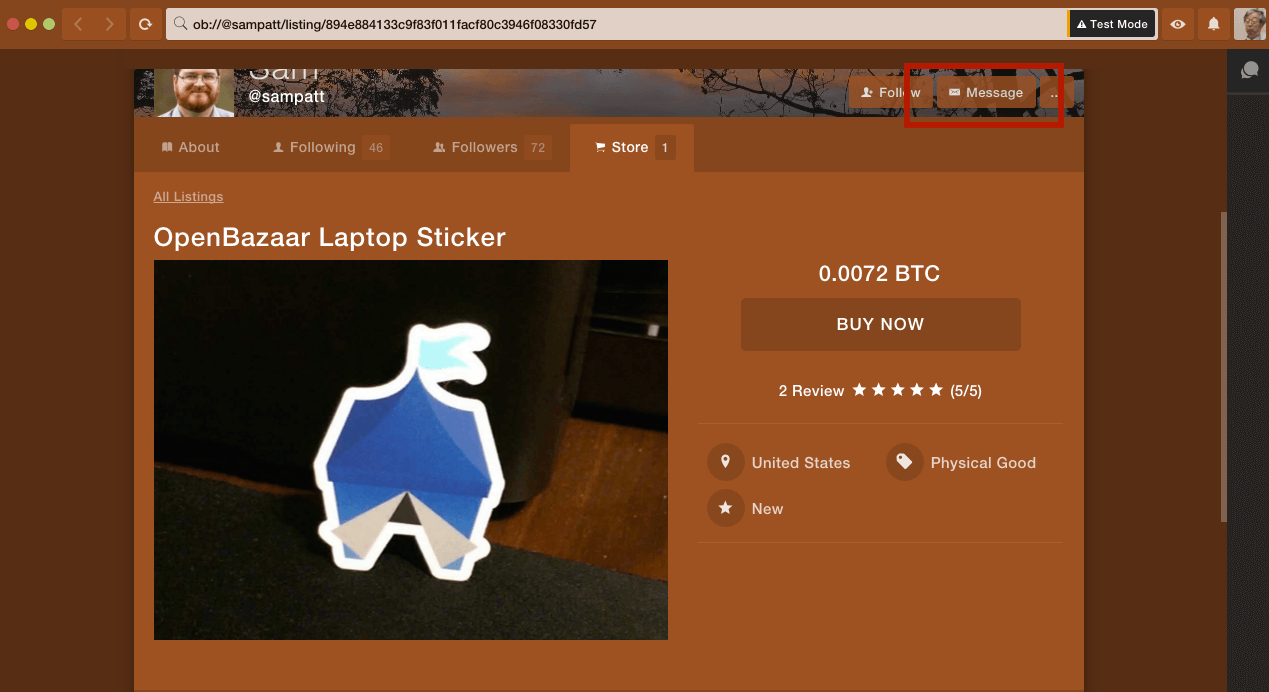 ob://@sampatt/listing/894e884133c9f83f011facf80c3946f08330fd57
Test Mode
Sam
@sampatt
Follow
Message
...
About
Following 46
Followers 72
Store 1
All Listings
OpenBazaar Laptop Sticker
0.0072 BTC
BUY NOW
2 Review ★★★★★ (5/5)
United States
Physical Good
New